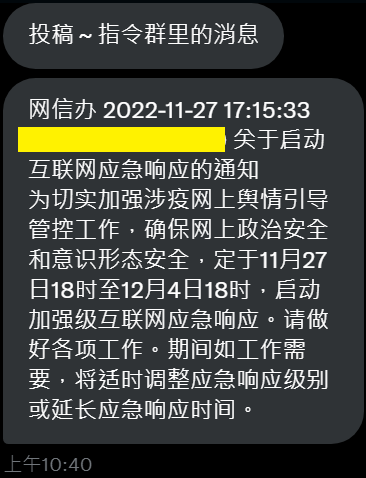 投稿~指令群里的消息
网信办 2022-11-27 17:15:33
关于启动
互联网应急响应的通知
为切实加强涉疫网上舆情引导
管控工作，确保网上政治安全
和意识形态安全，定于11月27
日18时至12月4日18时，启动
加强级互联网应急响应。请做
好各项工作。期间如工作需
要，将适时调整应急响应级别
或延长应急响应时间。
上午10:40